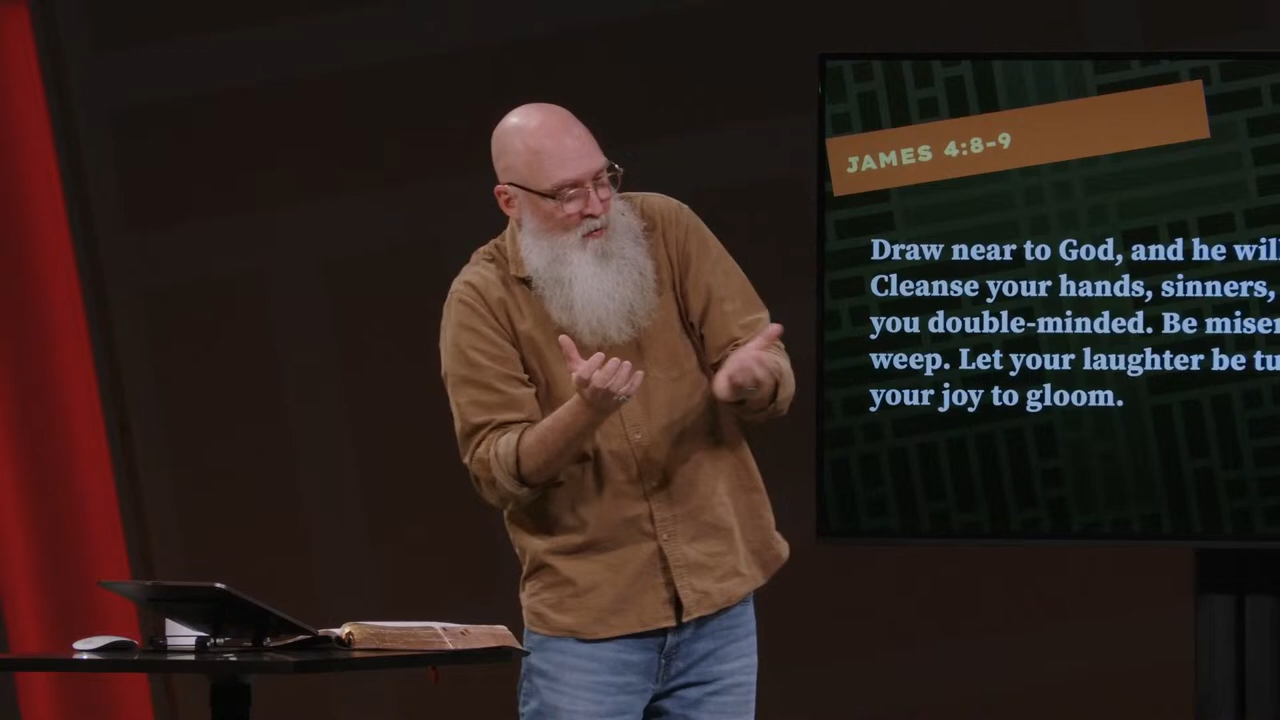 JAMES 4:8-9
Draw near to God, and he will
Cleanse your hands, sinners,
you double-minded. Be miser
weep. Let your laughter be tu
your joy to gloom.